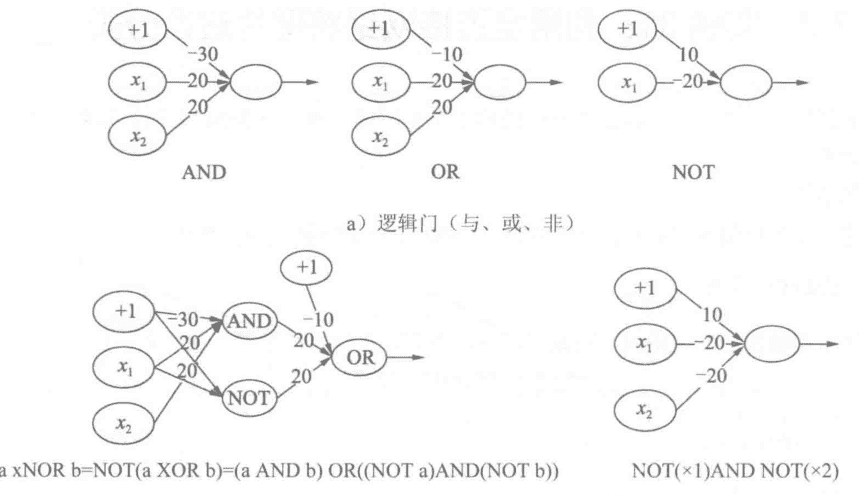 +1
-30
x1
20
x2
20
AND
+1
-10
x1
20
x2
20
OR
+1
10
x1
-20
NOT
a）逻辑门（与、或、非）
+1
+1
-30
AND
-10
x1
20
20
OR
20
20
NOT
x2
a xNOR b=NOT(a XOR b)=(a AND b) OR((NOT a)AND(NOT b))
+1
10
x1
-20
-20
x2
NOT(×1)AND NOT(×2)